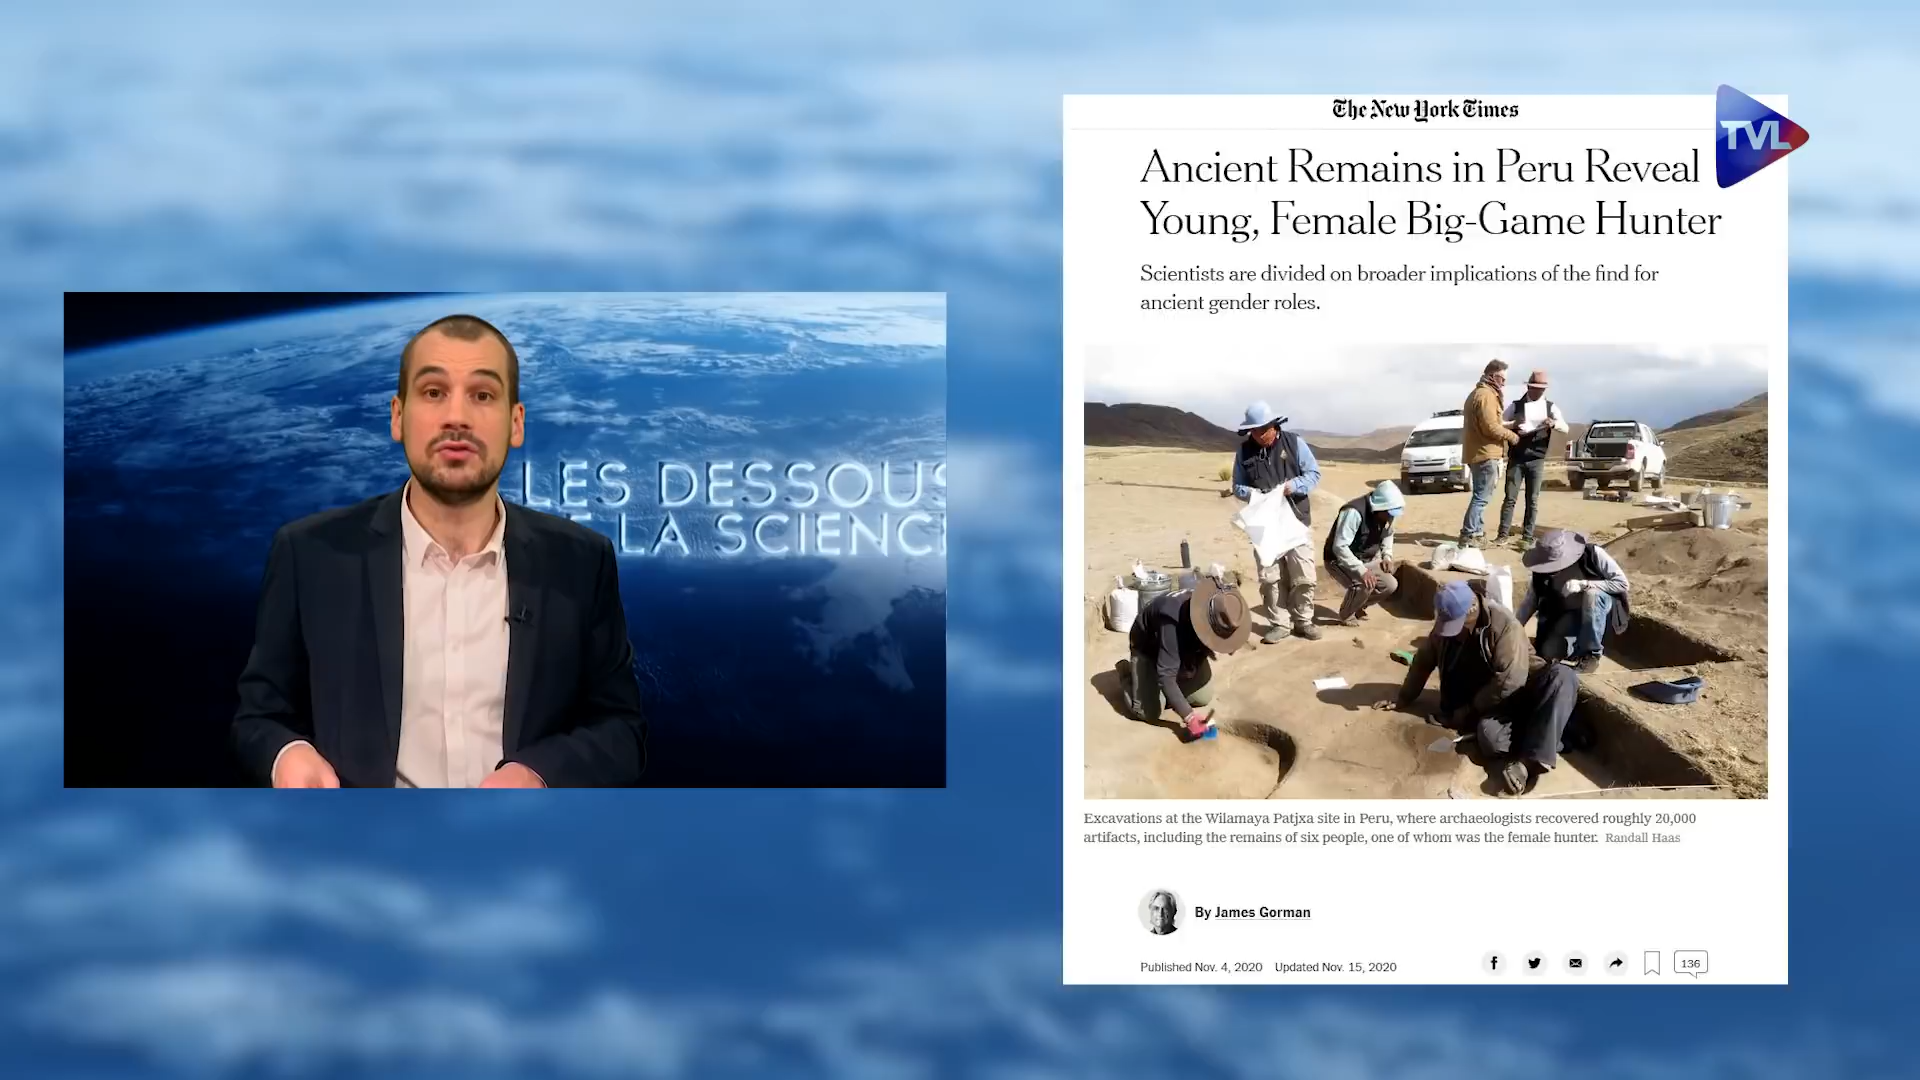 The New York Times
TVL
Ancient Remains in Peru Reveal
Young, Female Big-Game Hunter
Scientists are divided on broader implications of the find for
ancient gender roles.
LES DESSOUS
LA SCIENC
Excavations at the Wilamaya Patjxa site in Peru, where archaeologists recovered roughly 20,000
artifacts, including the remains of six people, one of whom was the female hunter. Randall Haas
By James Gorman
Published Nov. 4, 2020 Updated Nov. 15, 2020
136